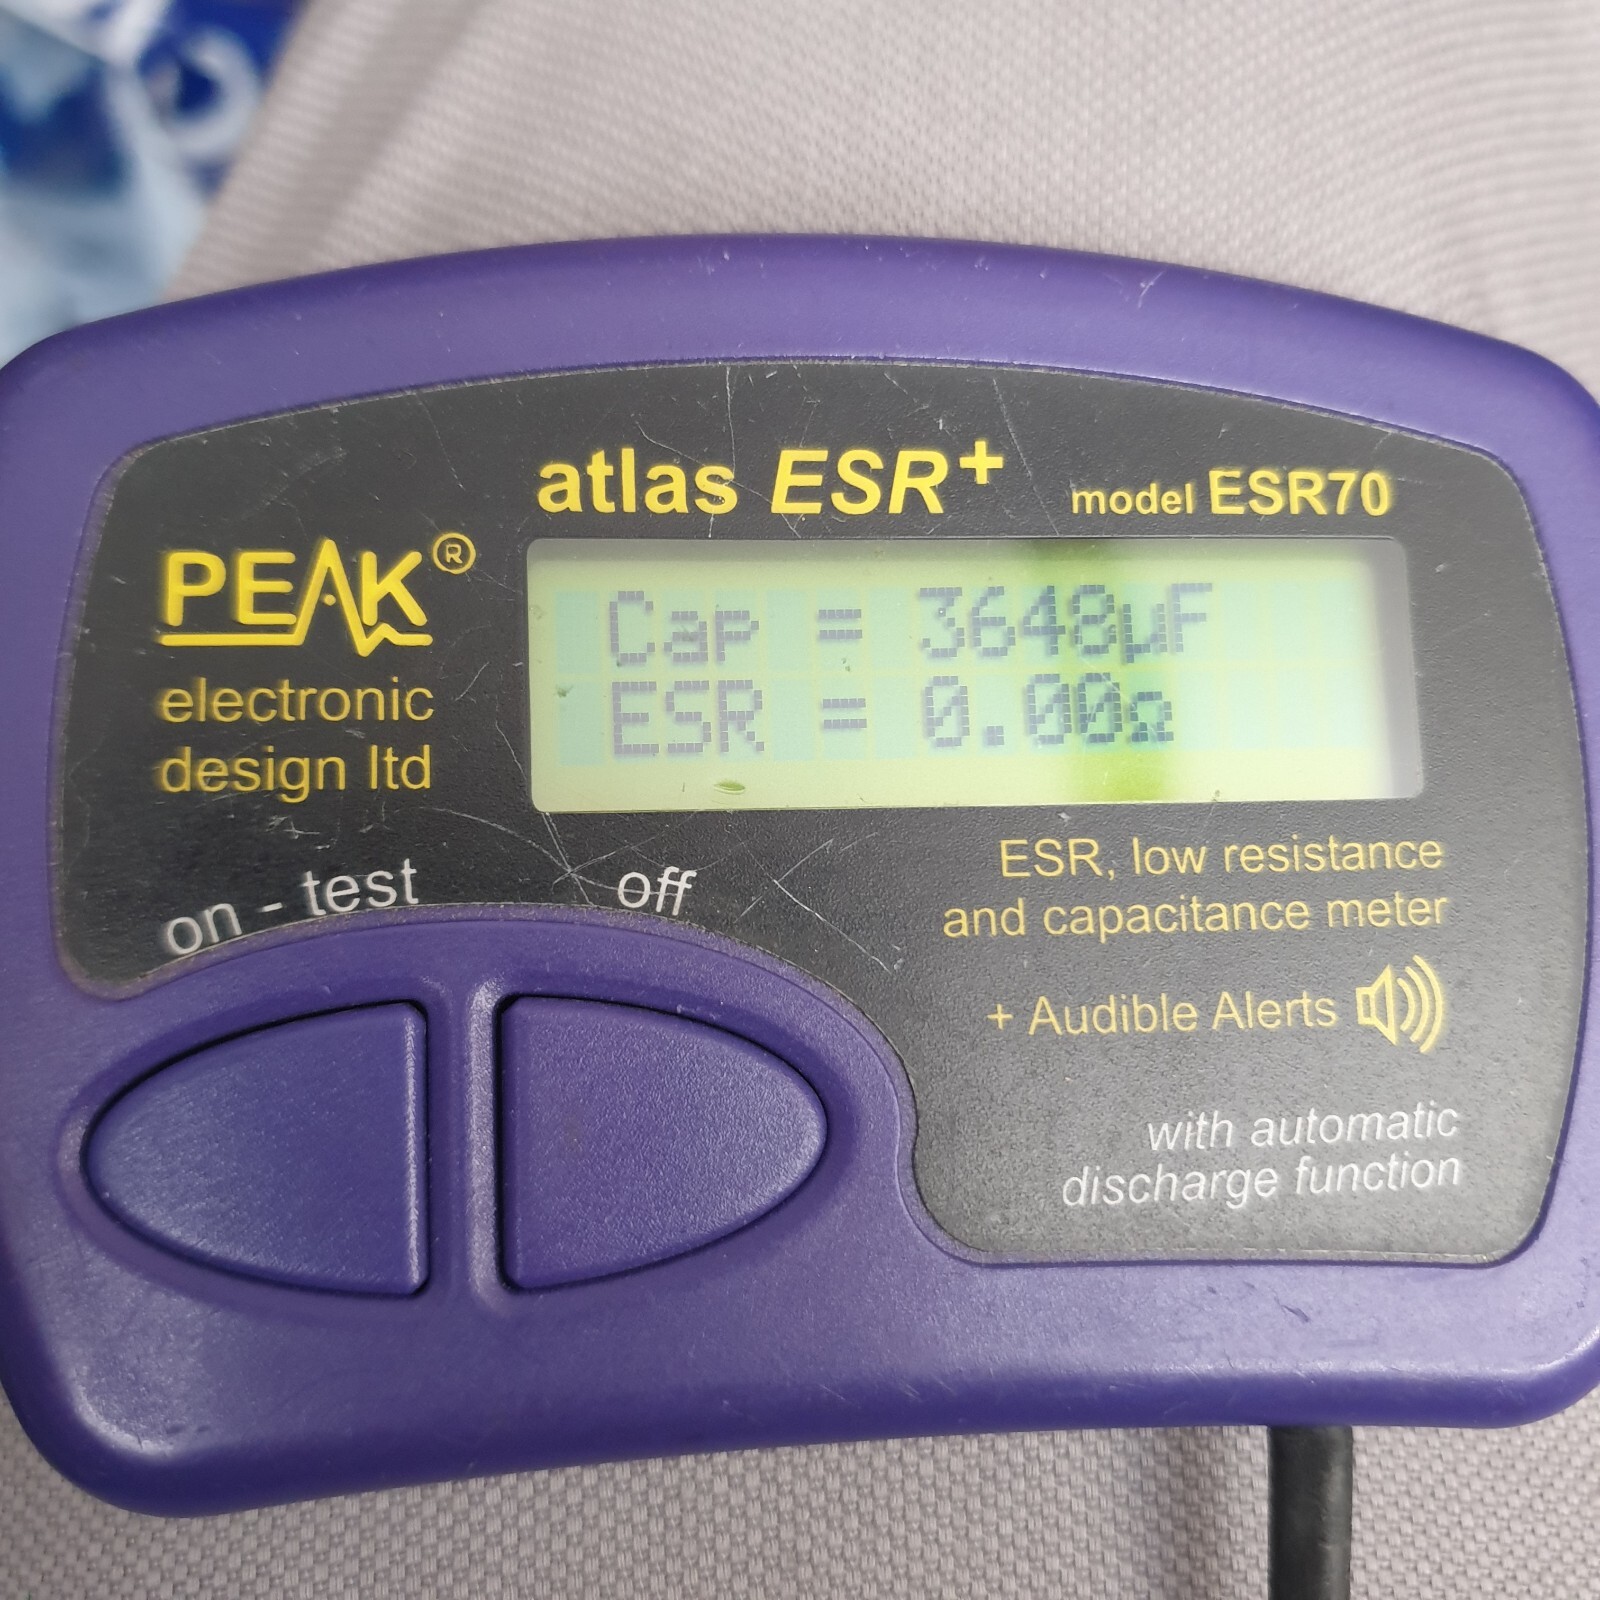 atlas ESR+ model ESR70
PEAK®
electronic
design ltd
Cap = 3648µF
ESR = 0.00Ω
on - test
off
ESR, low resistance
and capacitance meter
+ Audible Alerts
with automatic
discharge function